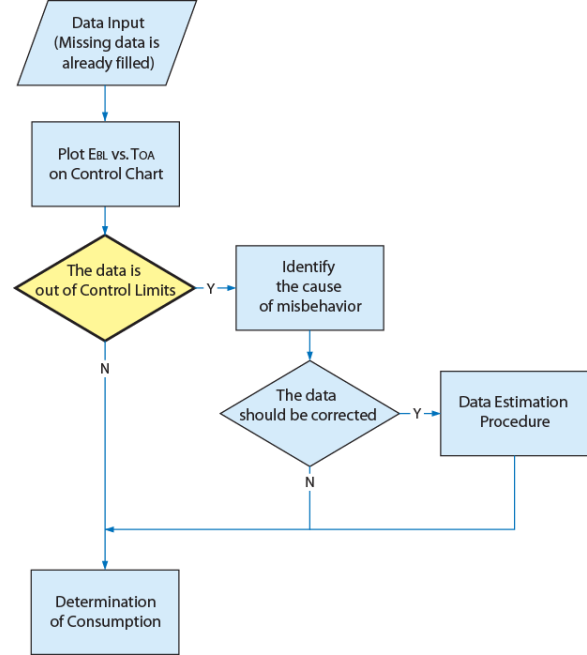 Data Input
(Missing data is
already filled)
Plot EBL vs. TOA
on Control Chart
The data is
out of Control Limits
Y
Identify
the cause
of misbehavior
N
The data
should be corrected
Y
Data Estimation
Procedure
N
Determination
of Consumption